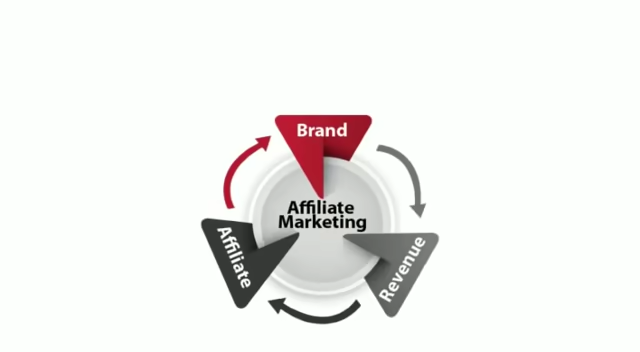 Brand
Affiliate
Marketing
Affiliate
Revenue